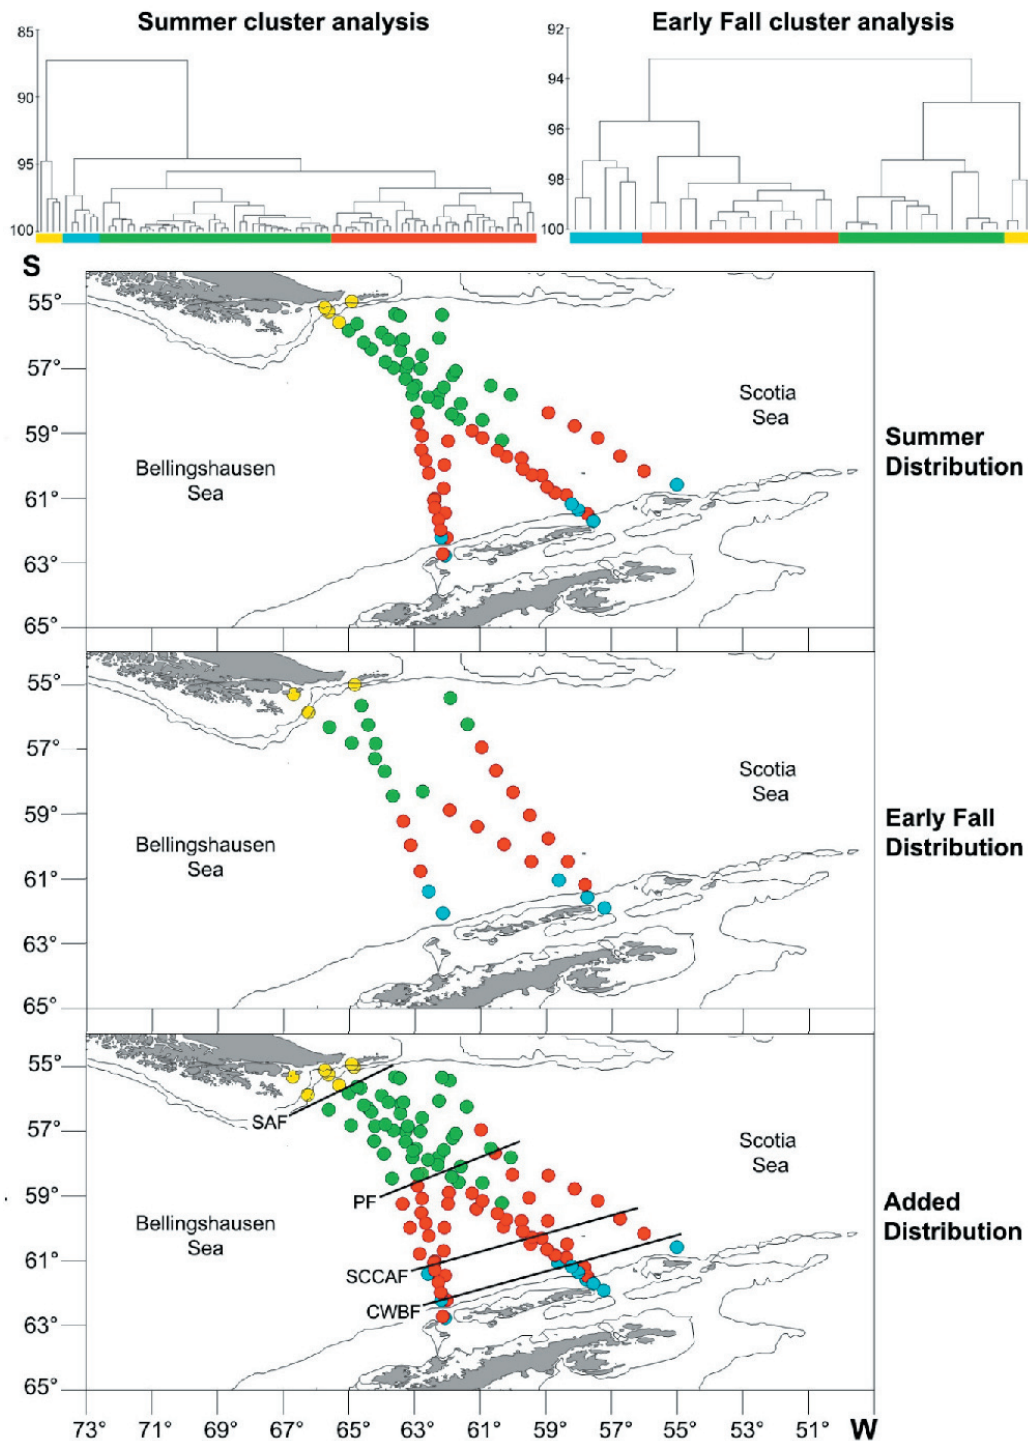 Summer cluster analysis
Early Fall cluster analysis
85
90
95
100
92
94
96
98
100
S
55°
57°
59°
61°
63°
65°
Bellingshausen
Sea
Scotia
Sea
Summer
Distribution
55°
57°
59°
61°
63°
65°
Bellingshausen
Sea
Scotia
Sea
Early Fall
Distribution
55°
57°
59°
61°
63°
65°
SAF
PF
SCCAF
CWBF
Bellingshausen
Sea
Scotia
Sea
Added
Distribution
73° 71° 69° 67° 65° 63° 61° 59° 57° 55° 53° 51° W